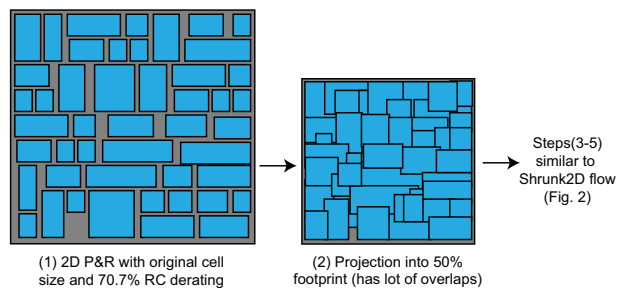 Steps(3-5)
similar to
Shrunk2D flow
(Fig. 2)
(1) 2D P&R with original cell
size and 70.7% RC derating
(2) Projection into 50%
footprint (has lot of overlaps)